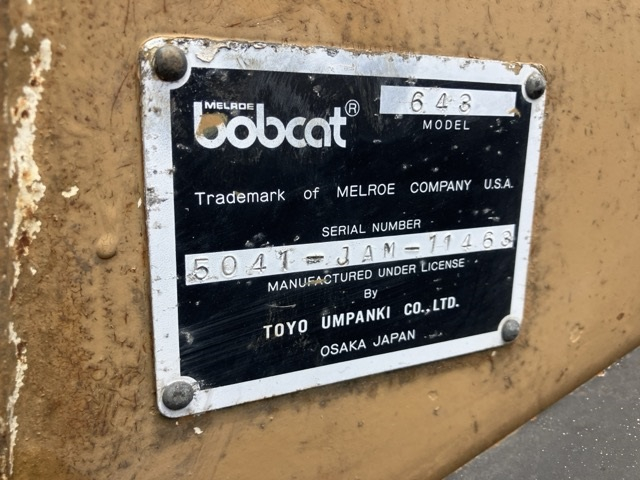 MELROE
bobcat®
643
MODEL
Trademark of MELROE COMPANY U.S.A.
SERIAL NUMBER
5041-JAM-11463
MANUFACTURED UNDER LICENSE
By
TOYO UMPANKI CO.,LTD.
OSAKA JAPAN